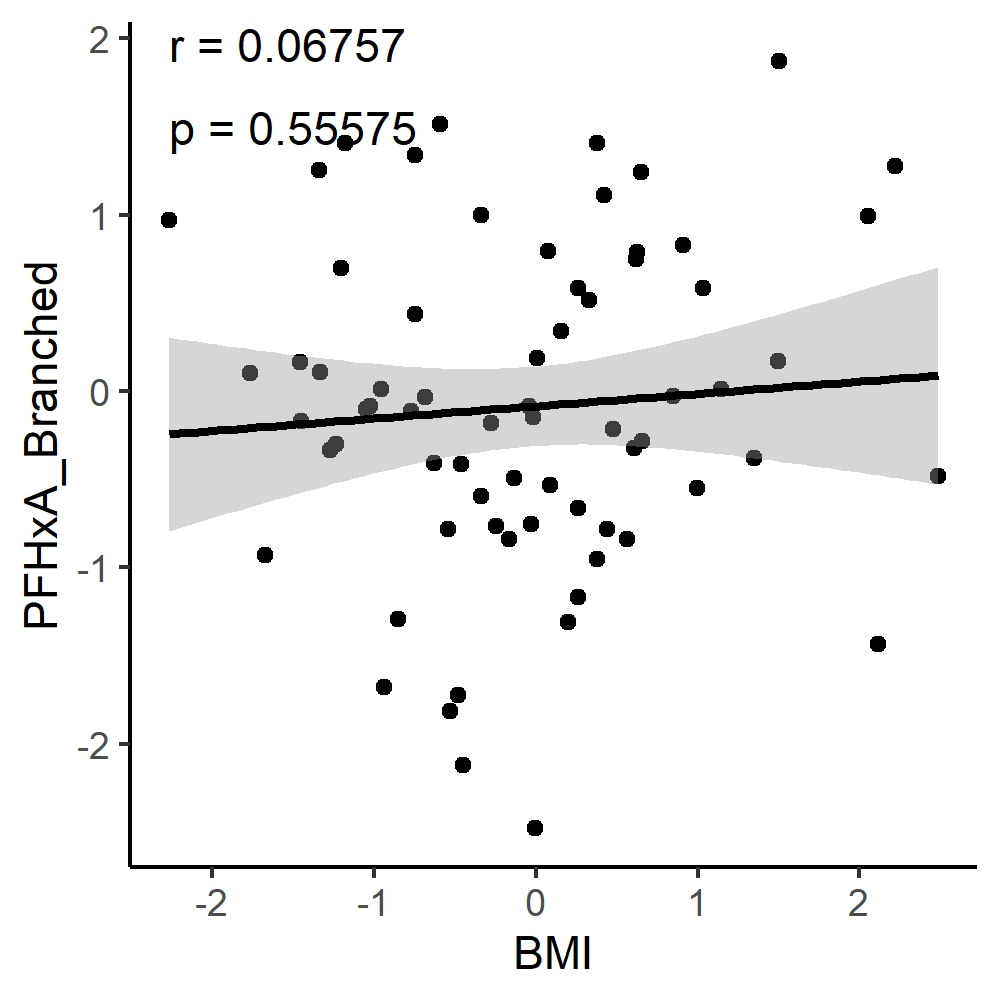 r = 0.06757
p = 0.55575
PFHxA_Branched
2
1
0
-1
-2
-2
-1
0
1
2
BMI